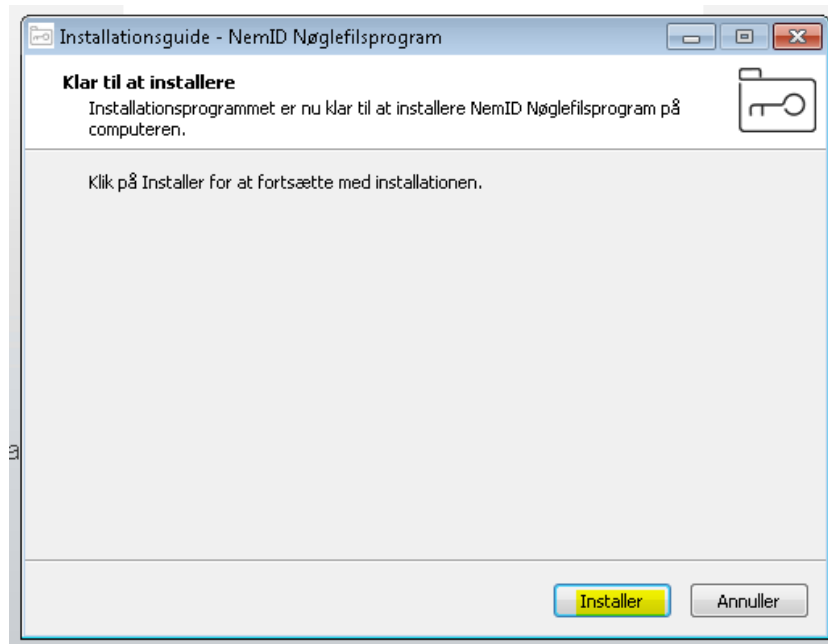 Installationsguide - NemID Nøglefilsprogram
Klar til at installere
Installationsprogrammet er nu klar til at installere NemID Nøglefilsprogram på
computeren.
Klik på Installer for at fortsætte med installationen.
a
Installer
Annuller